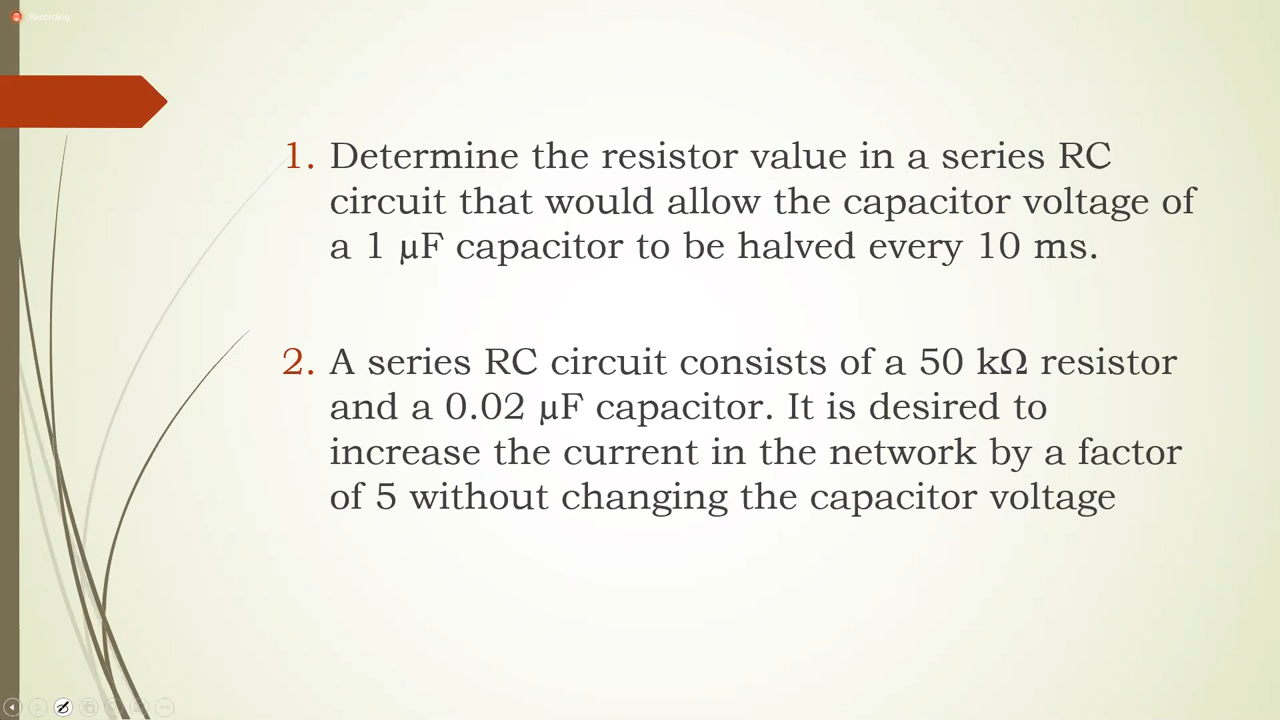 Recording
1. Determine the resistor value in a series RC
circuit that would allow the capacitor voltage of
a 1 µF capacitor to be halved every 10 ms.
2. A series RC circuit consists of a 50 kΩ resistor
and a 0.02 µF capacitor. It is desired to
increase the current in the network by a factor
of 5 without changing the capacitor voltage